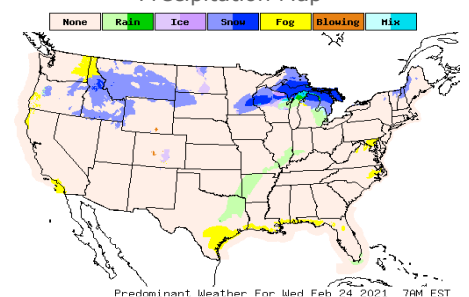 Precipitation Map
None Rain Ice Snow Fog Blowing Mix
Predominant Weather For Wed Feb 24 2021 7AM EST